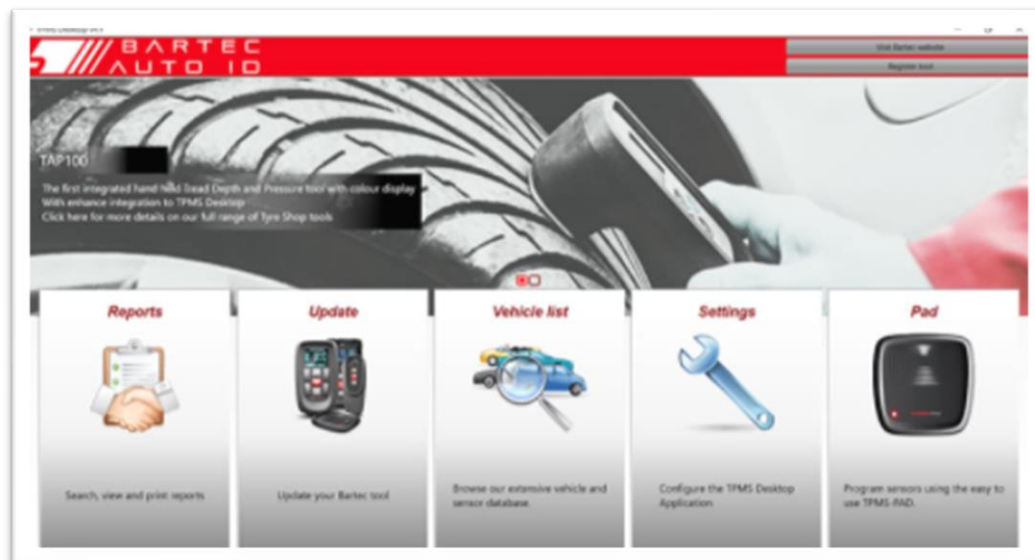 TPMS Desktop
BARTEC
AUTO ID
Visit Bartec website
Register tool
TAP100
The first integrated hand held Tread Depth and Pressure tool with colour display
With enhance integration to TPMS Desktop
Click here for more details on our full range of Tyre Shop tools
Reports
Update
Vehicle list
Settings
Pad
Search, view and print reports
Update your Bartec tool
Browse our extensive vehicle and
sensor database.
Configure the TPMS Desktop
Application
Program sensors using the easy to
use TPMS-PAD.